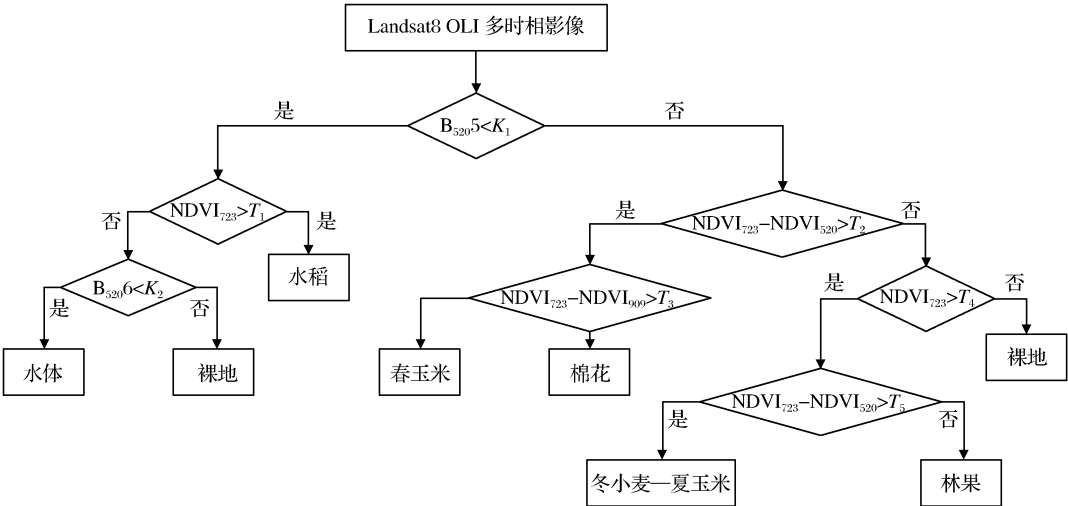 Landsat8 OLI 多时相影像
是
否
B₅₂₀5<K₁
NDVI₇₂₃>T₁
否
是
是
NDVI₇₂₃−NDVI₅₂₀>T₂
否
B₅₂₀6<K₂
是
否
水稻
NDVI₇₂₃−NDVI₉₀₉>T₃
是
NDVI₇₂₃>T₄
否
水体
裸地
春玉米
棉花
裸地
NDVI₇₂₃−NDVI₅₂₀>T₅
是
否
冬小麦—夏玉米
林果